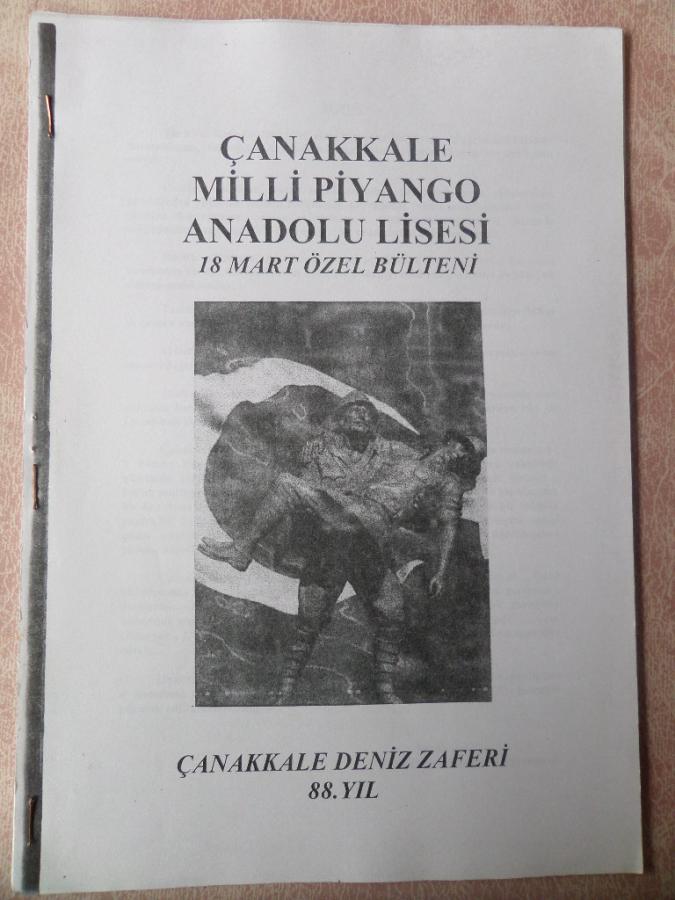 ÇANAKKALE
MİLLİ PİYANGO
ANADOLU LİSESİ
18 MART ÖZEL BÜLTENİ
ÇANAKKALE DENİZ ZAFERİ
88.YIL